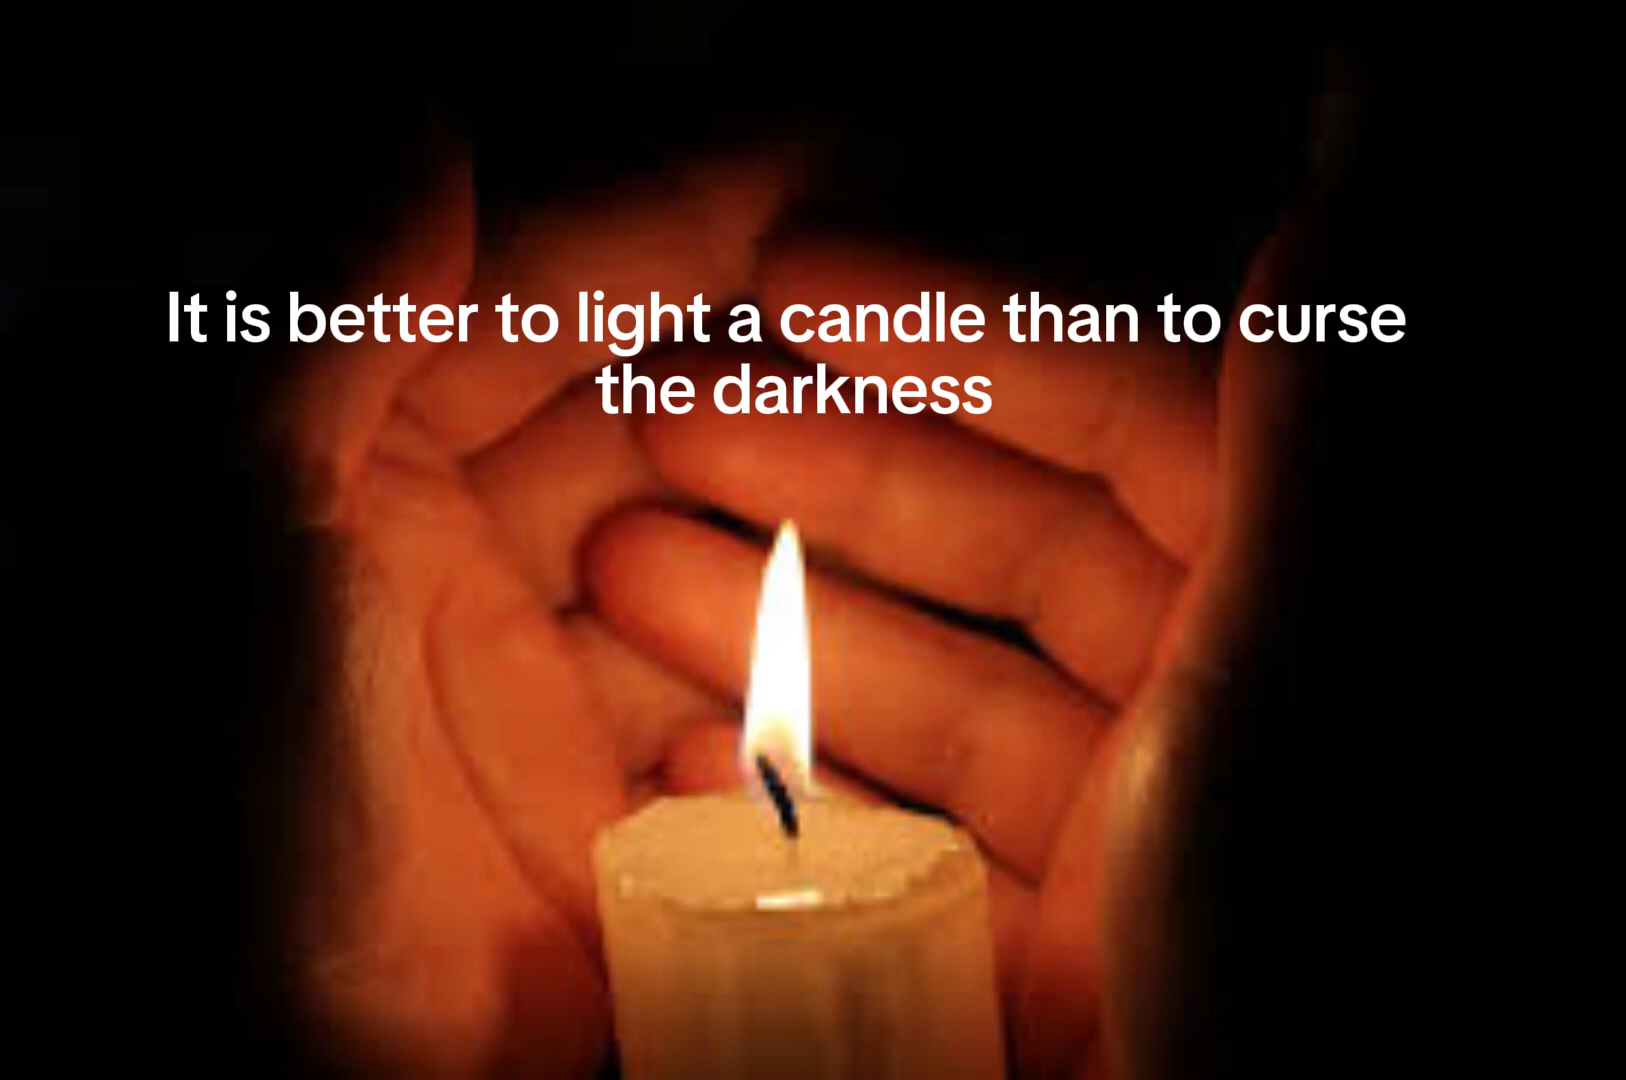 It is better to light a candle than to curse
the darkness